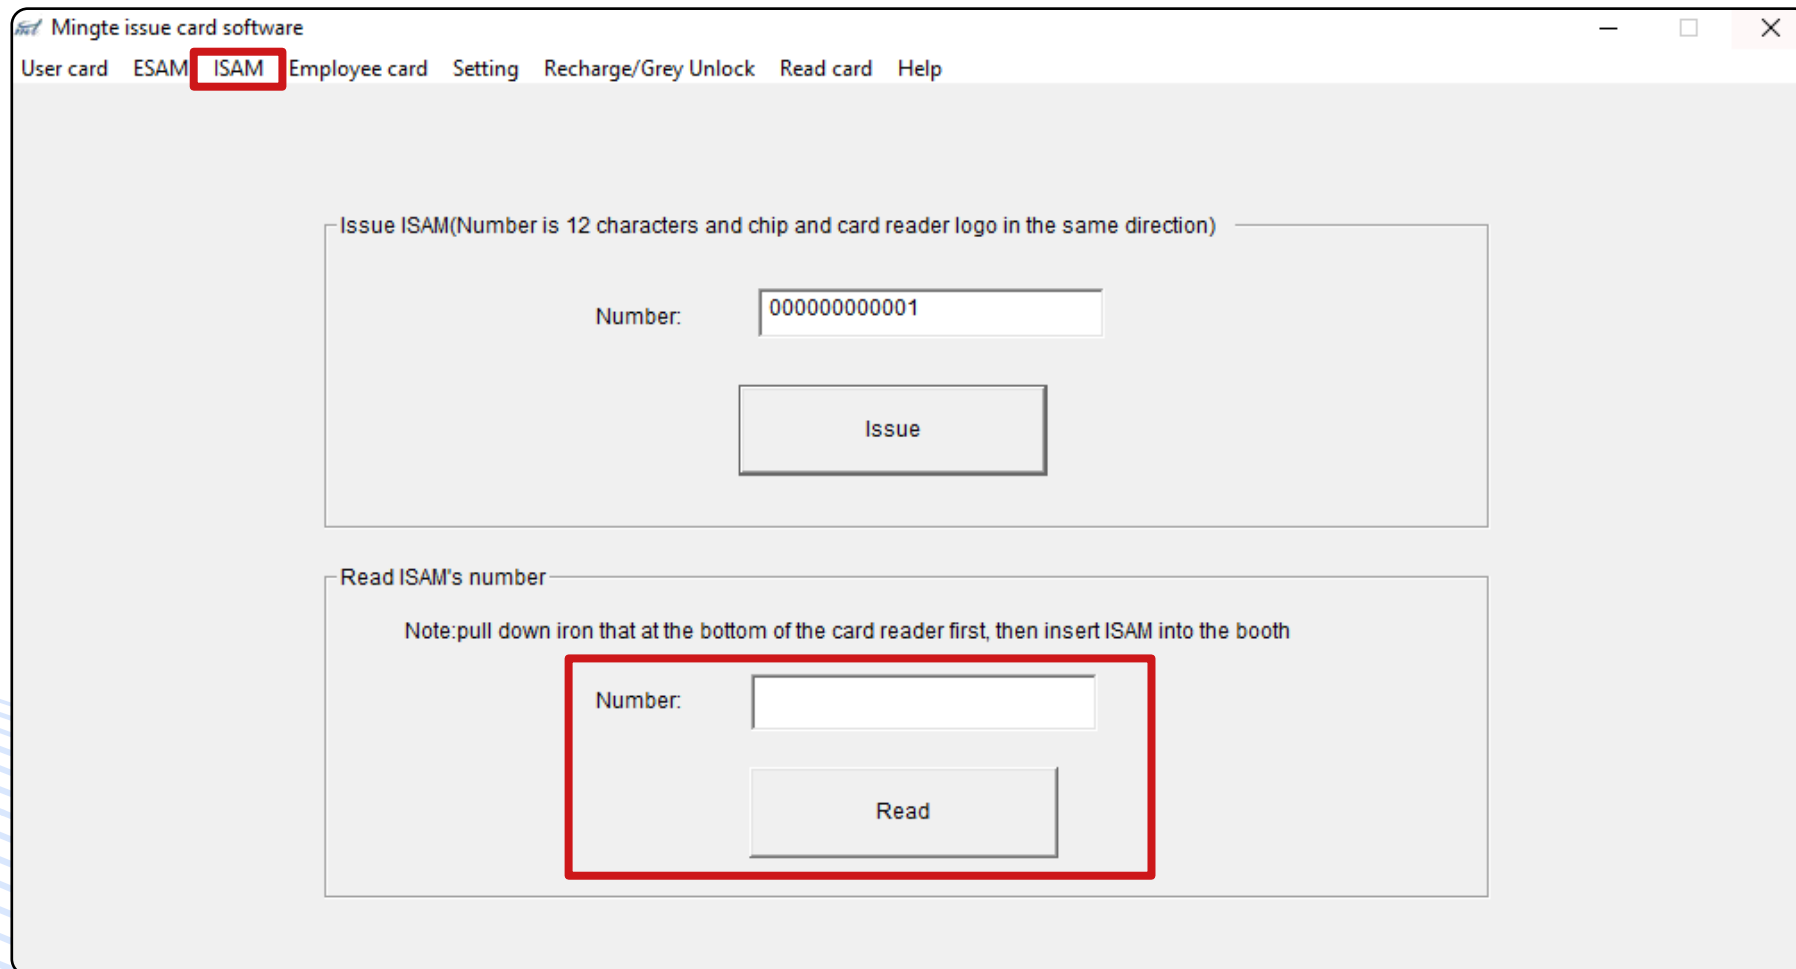 Mingte issue card software
User card ESAM ISAM Employee card Setting Recharge/Grey Unlock Read card Help
Issue ISAM(Number is 12 characters and chip and card reader logo in the same direction)
Number: 000000000001
Issue
Read ISAM's number
Note:pull down iron that at the bottom of the card reader first, then insert ISAM into the booth
Number:
Read